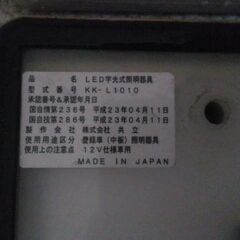 品名 LED字光式照明器具
型式番号 KK-L1010
承認番号&承認年月日
国自情第236号 平成23年04月11日
国自技第286号 平成23年04月11日
製作会社 株式会社 共立
使用用途区分 登録車(中板)照明器具
使用上の注意点 12V仕様車用
MADE IN JAPAN